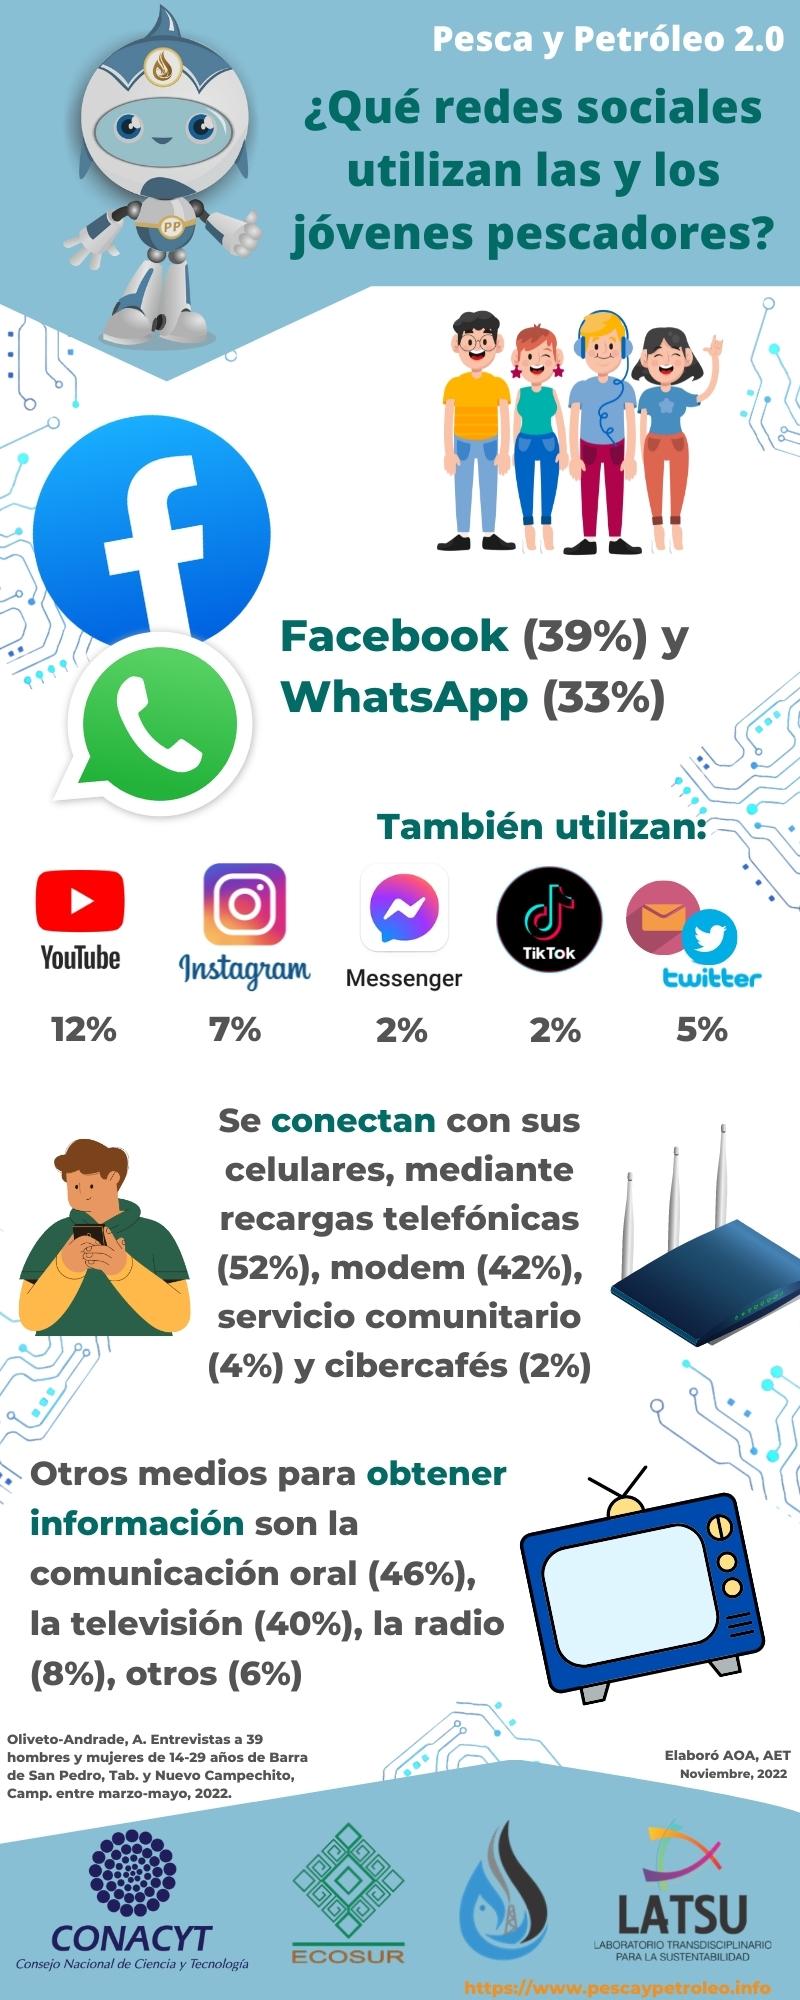 Pesca y Petróleo 2.0
¿Qué redes sociales
utilizan las y los
jóvenes pescadores?
PP
Facebook (39%) y
WhatsApp (33%)
También utilizan:
YouTube
Instagram
Messenger
TikTok
twitter
12%
7%
2%
2%
5%
Se conectan con sus
celulares, mediante
recargas telefónicas
(52%), modem (42%),
servicio comunitario
(4%) y cibercafés (2%)
Otros medios para obtener
información son la
comunicación oral (46%),
la televisión (40%), la radio
(8%), otros (6%)
Oliveto-Andrade, A. Entrevistas a 39
hombres y mujeres de 14-29 años de Barra
de San Pedro, Tab. y Nuevo Campechito,
Camp. entre marzo-mayo, 2022.
Elaboró AOA, AET
Noviembre, 2022
CONACYT
Consejo Nacional de Ciencia y Tecnología
ECOSUR
LATSU
LABORATORIO TRANSDISCIPLINARIO
PARA LA SUSTENTABILIDAD
https://www.pescaypetroleo.info